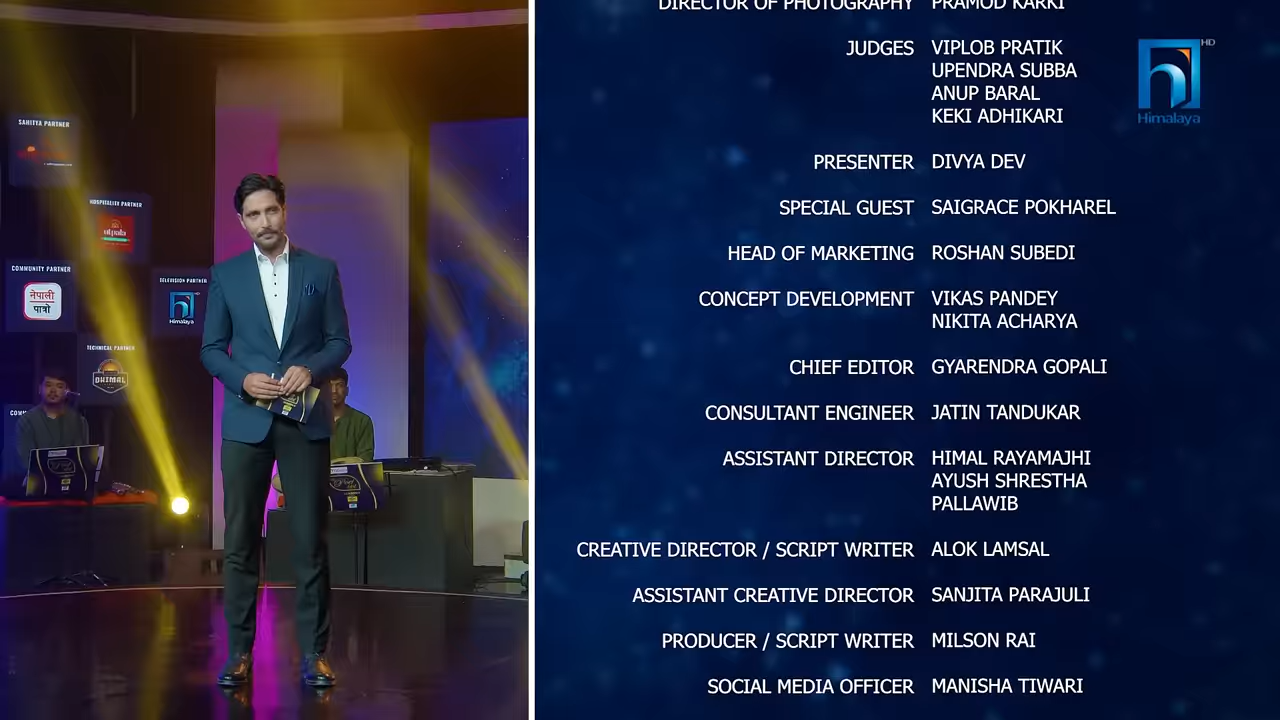 SAHITYA PARTNER
HOSPITALITY PARTNER
utpala
COMMUNITY PARTNER
नेपाली
पात्रो
TELEVISION PARTNER
Himalaya
TECHNICAL PARTNER
BHIMAL
DIRECTOR OF PHOTOGRAPHY PRAMOD KARKI
JUDGES VIPLOB PRATIK
UPENDRA SUBBA
ANUP BARAL
KEKI ADHIKARI
PRESENTER DIVYA DEV
SPECIAL GUEST SAIGRACE POKHAREL
HEAD OF MARKETING ROSHAN SUBEDI
CONCEPT DEVELOPMENT VIKAS PANDEY
NIKITA ACHARYA
CHIEF EDITOR GYARENDRA GOPALI
CONSULTANT ENGINEER JATIN TANDUKAR
ASSISTANT DIRECTOR HIMAL RAYAMAJHI
AYUSH SHRESTHA
PALLAWIB
CREATIVE DIRECTOR / SCRIPT WRITER ALOK LAMSAL
ASSISTANT CREATIVE DIRECTOR SANJITA PARAJULI
PRODUCER / SCRIPT WRITER MILSON RAI
SOCIAL MEDIA OFFICER MANISHA TIWARI
HD
Himalaya